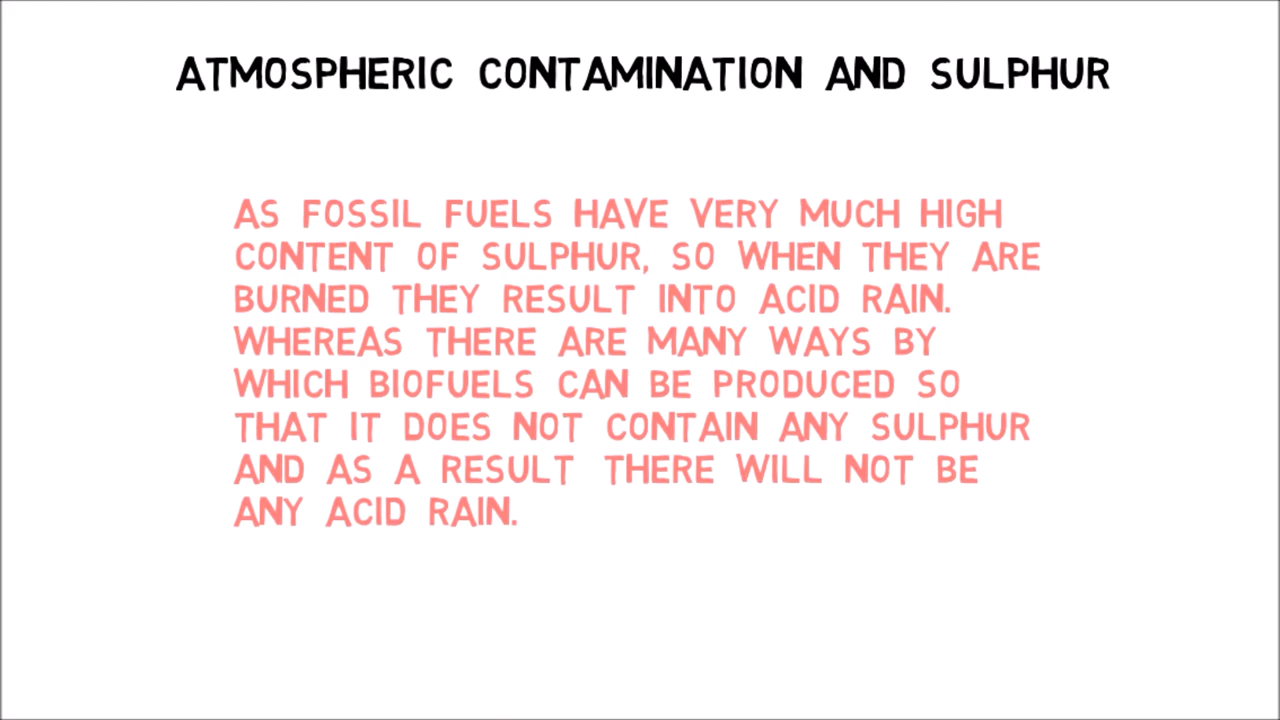 ATMOSPHERIC CONTAMINATION AND SULPHUR
AS FOSSIL FUELS HAVE VERY MUCH HIGH
CONTENT OF SULPHUR, SO WHEN THEY ARE
BURNED THEY RESULT INTO ACID RAIN.
WHEREAS THERE ARE MANY WAYS BY
WHICH BIOFUELS CAN BE PRODUCED SO
THAT IT DOES NOT CONTAIN ANY SULPHUR
AND AS A RESULT THERE WILL NOT BE
ANY ACID RAIN.